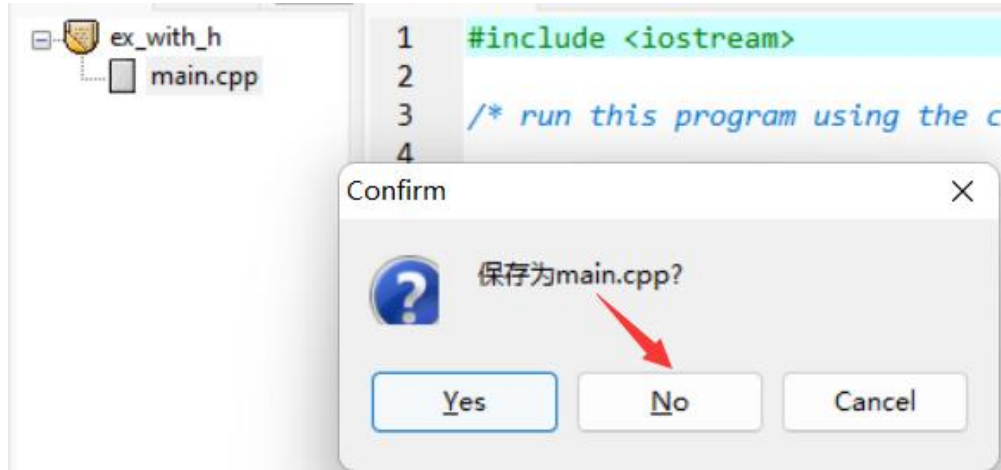 ex_with_h
main.cpp
1 #include <iostream>
2
3 /* run this program using the c
4
Confirm
保存为main.cpp?
Yes No Cancel